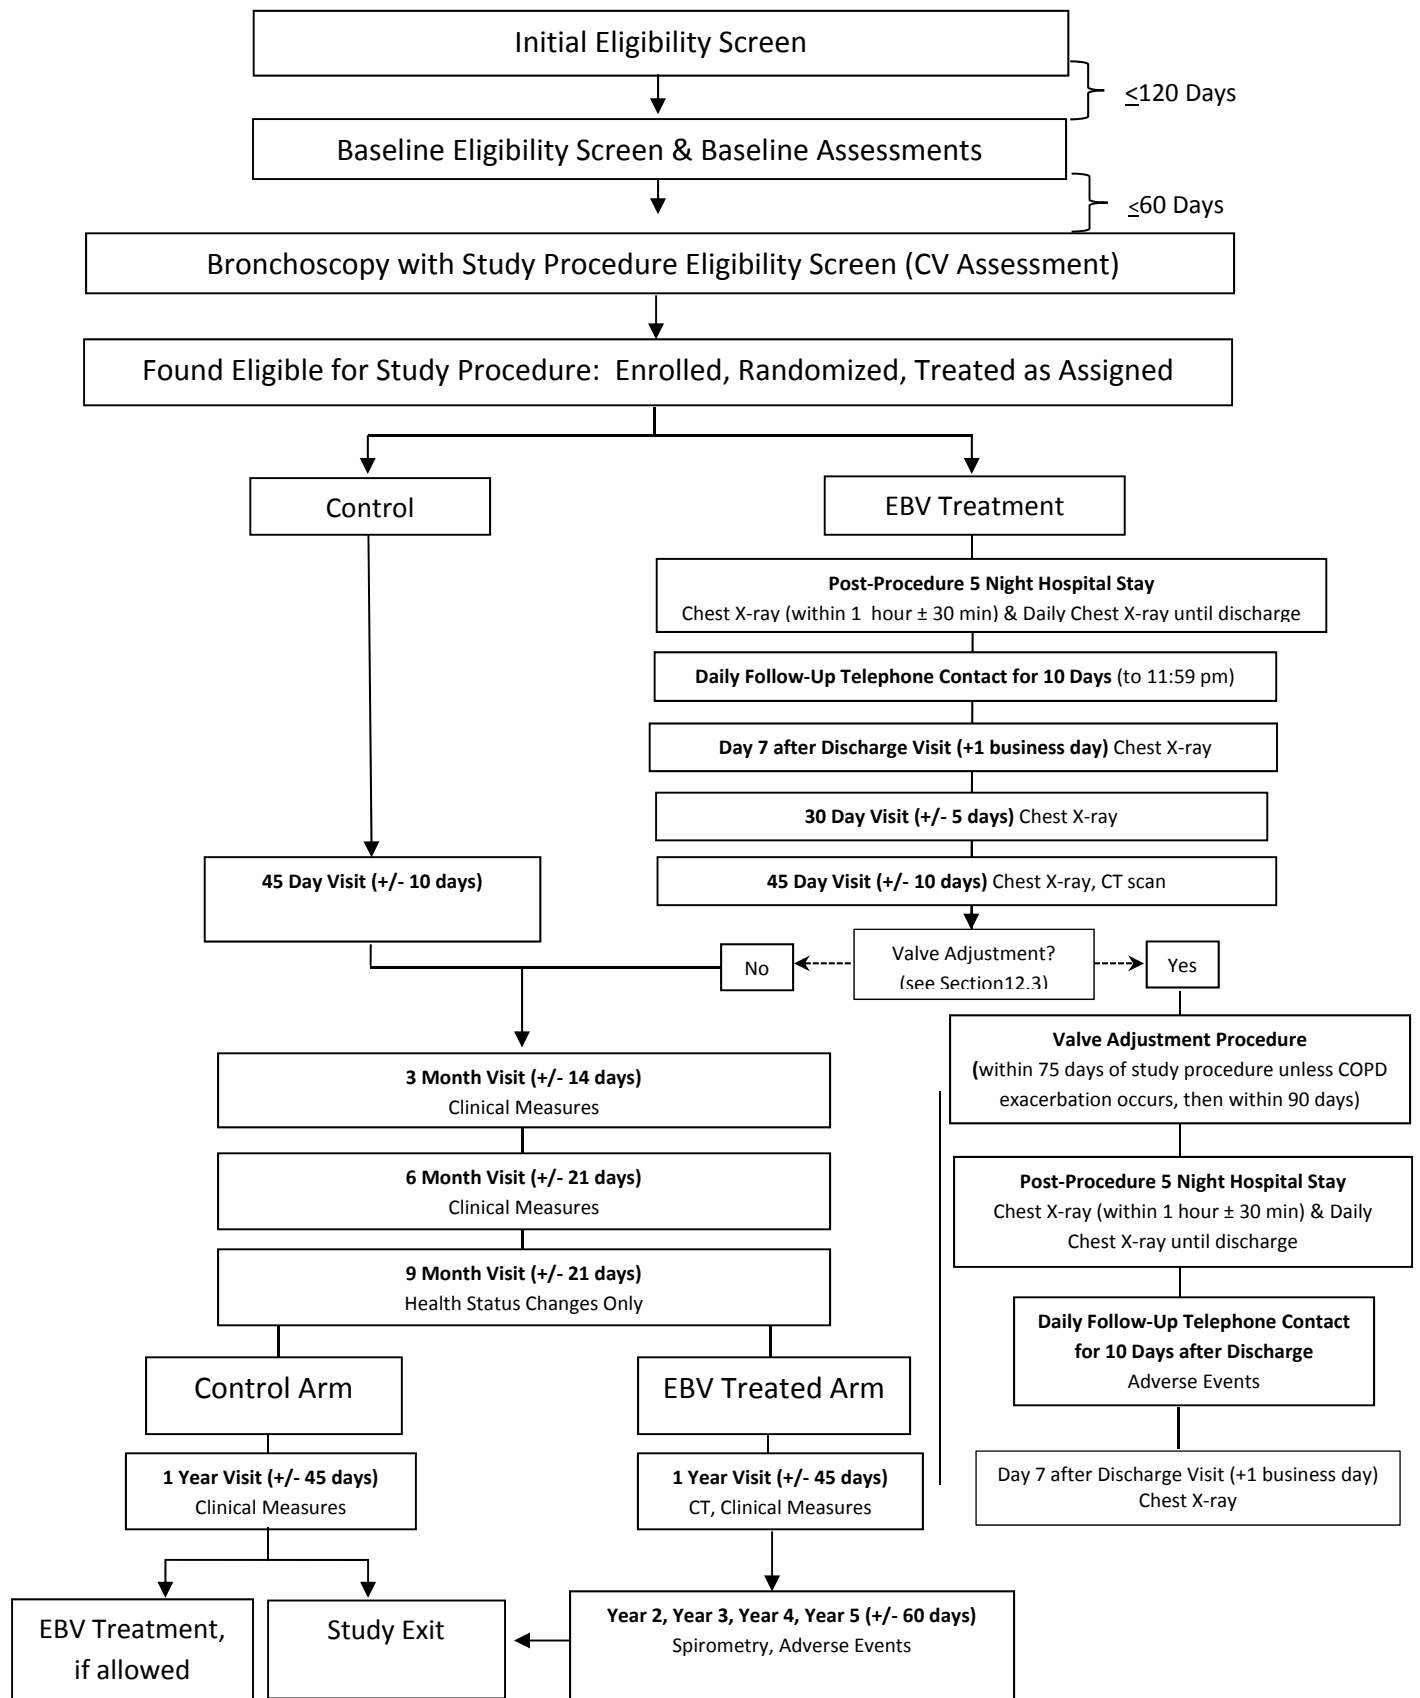 Initial Eligibility Screen
≤120 Days
Baseline Eligibility Screen & Baseline Assessments
≤60 Days
Bronchoscopy with Study Procedure Eligibility Screen (CV Assessment)
Found Eligible for Study Procedure: Enrolled, Randomized, Treated as Assigned
Control
EBV Treatment
Post-Procedure 5 Night Hospital Stay
Chest X-ray (within 1 hour ± 30 min) & Daily Chest X-ray until discharge
Daily Follow-Up Telephone Contact for 10 Days (to 11:59 pm)
Day 7 after Discharge Visit (+1 business day) Chest X-ray
30 Day Visit (+/- 5 days) Chest X-ray
45 Day Visit (+/- 10 days)
45 Day Visit (+/- 10 days) Chest X-ray, CT scan
No
Valve Adjustment?
(see Section12.3)
Yes
Valve Adjustment Procedure
(within 75 days of study procedure unless COPD
exacerbation occurs, then within 90 days)
3 Month Visit (+/- 14 days)
Clinical Measures
6 Month Visit (+/- 21 days)
Clinical Measures
Post-Procedure 5 Night Hospital Stay
Chest X-ray (within 1 hour ± 30 min) & Daily
Chest X-ray until discharge
9 Month Visit (+/- 21 days)
Health Status Changes Only
Daily Follow-Up Telephone Contact
for 10 Days after Discharge
Adverse Events
Control Arm
EBV Treated Arm
1 Year Visit (+/- 45 days)
Clinical Measures
1 Year Visit (+/- 45 days)
CT, Clinical Measures
Day 7 after Discharge Visit (+1 business day)
Chest X-ray
EBV Treatment,
if allowed
Study Exit
Year 2, Year 3, Year 4, Year 5 (+/- 60 days)
Spirometry, Adverse Events